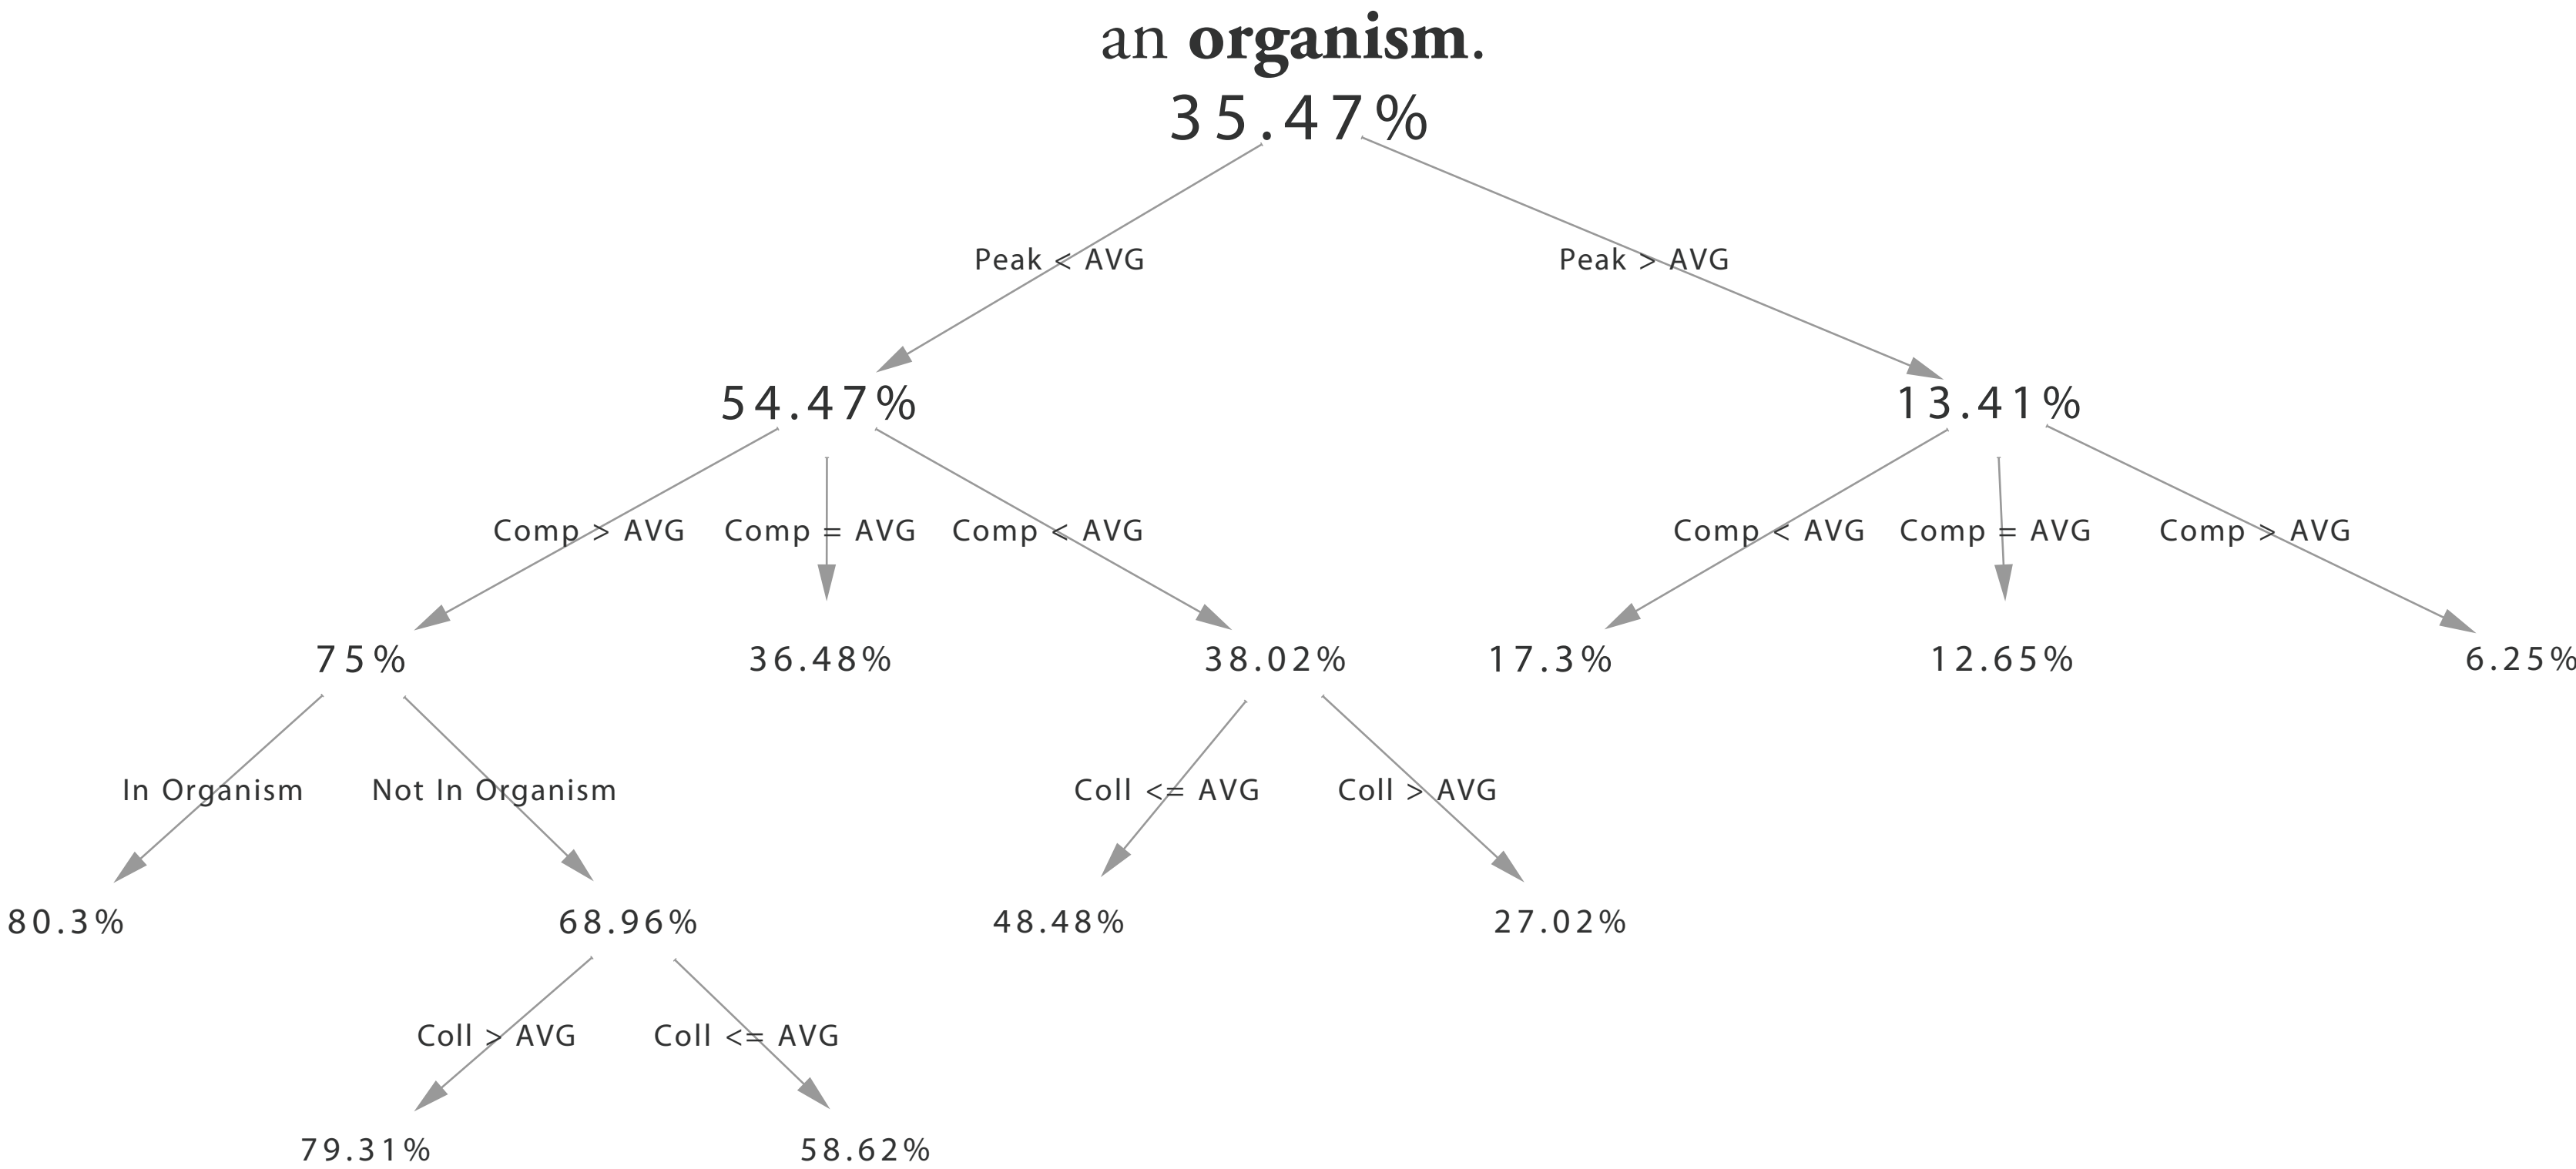 an organism.
35.47%
Peak < AVG
Peak > AVG
54.47%
13.41%
Comp > AVG
Comp = AVG
Comp < AVG
Comp < AVG
Comp = AVG
Comp > AVG
75%
36.48%
38.02%
17.3%
12.65%
6.25%
In Organism
Not In Organism
Coll <= AVG
Coll > AVG
80.3%
68.96%
48.48%
27.02%
Coll > AVG
Coll <= AVG
79.31%
58.62%